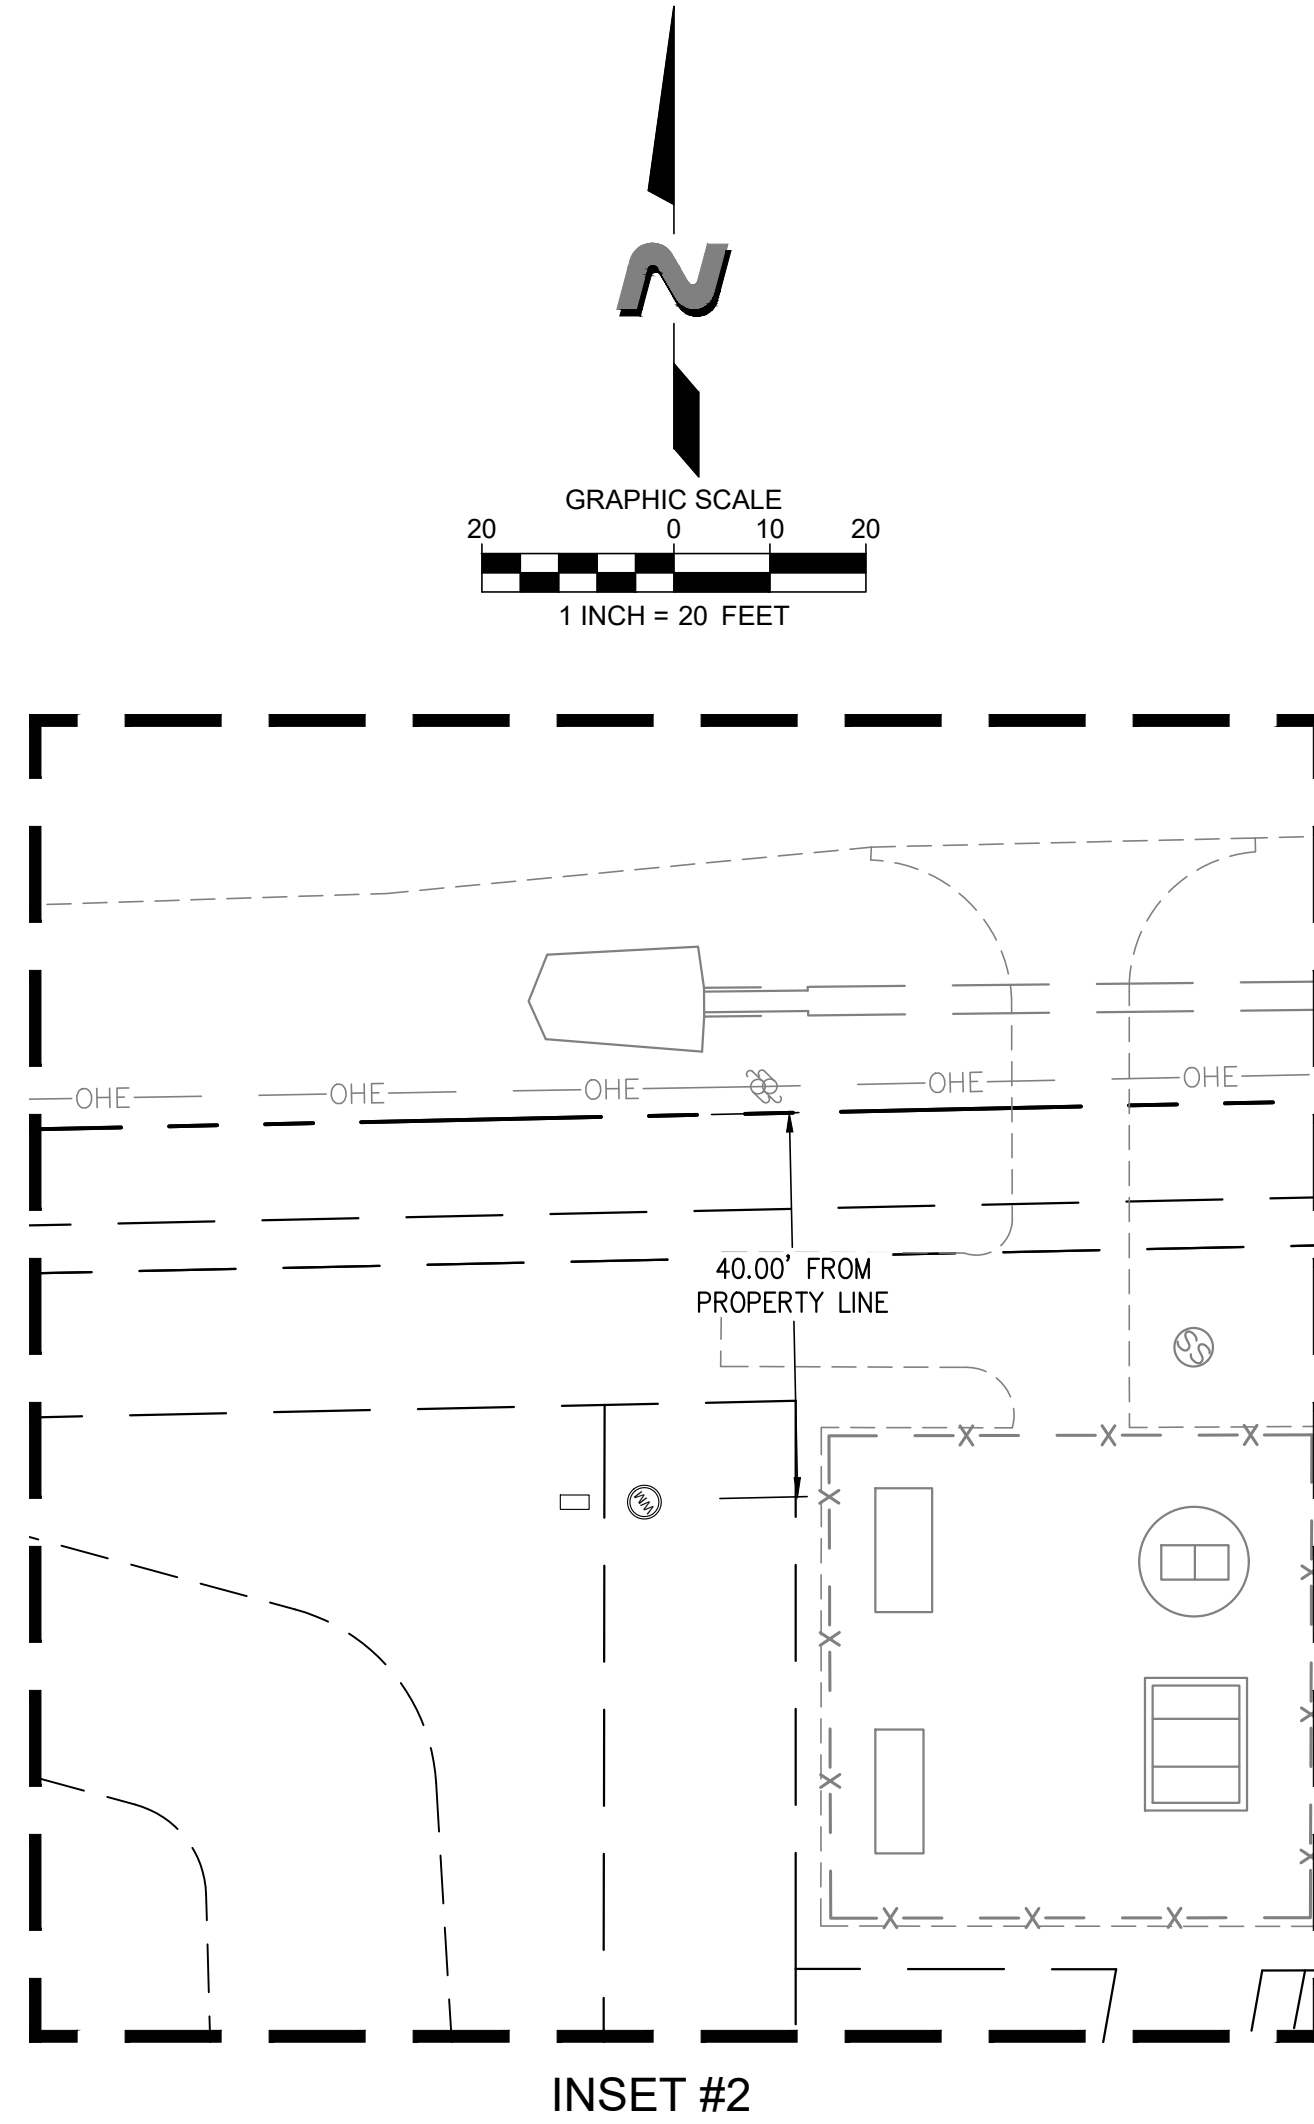 N
GRAPHIC SCALE
20 0 10 20
1 INCH = 20 FEET
OHE OHE OHE OHE OHE
40.00' FROM
PROPERTY LINE
SS
WM
X X X
X X
X
X X
X X
X X X
INSET #2